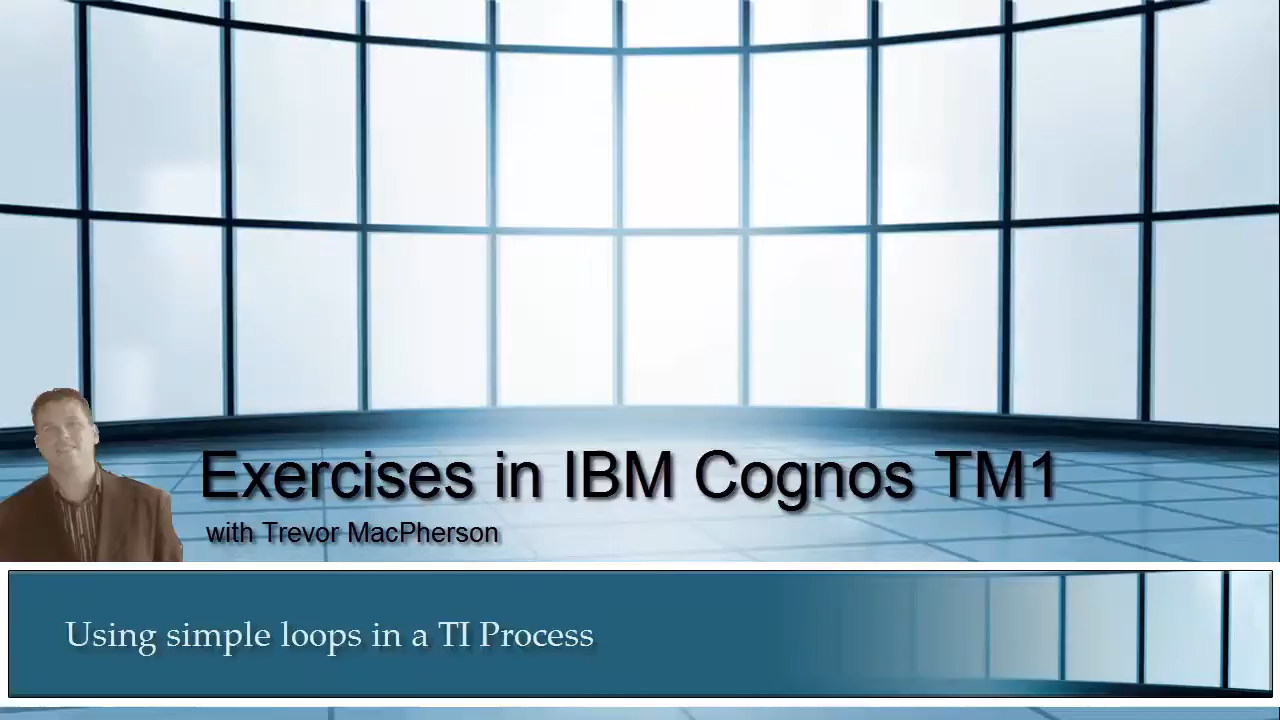 Exercises in IBM Cognos TM1
with Trevor MacPherson
Using simple loops in a TI Process